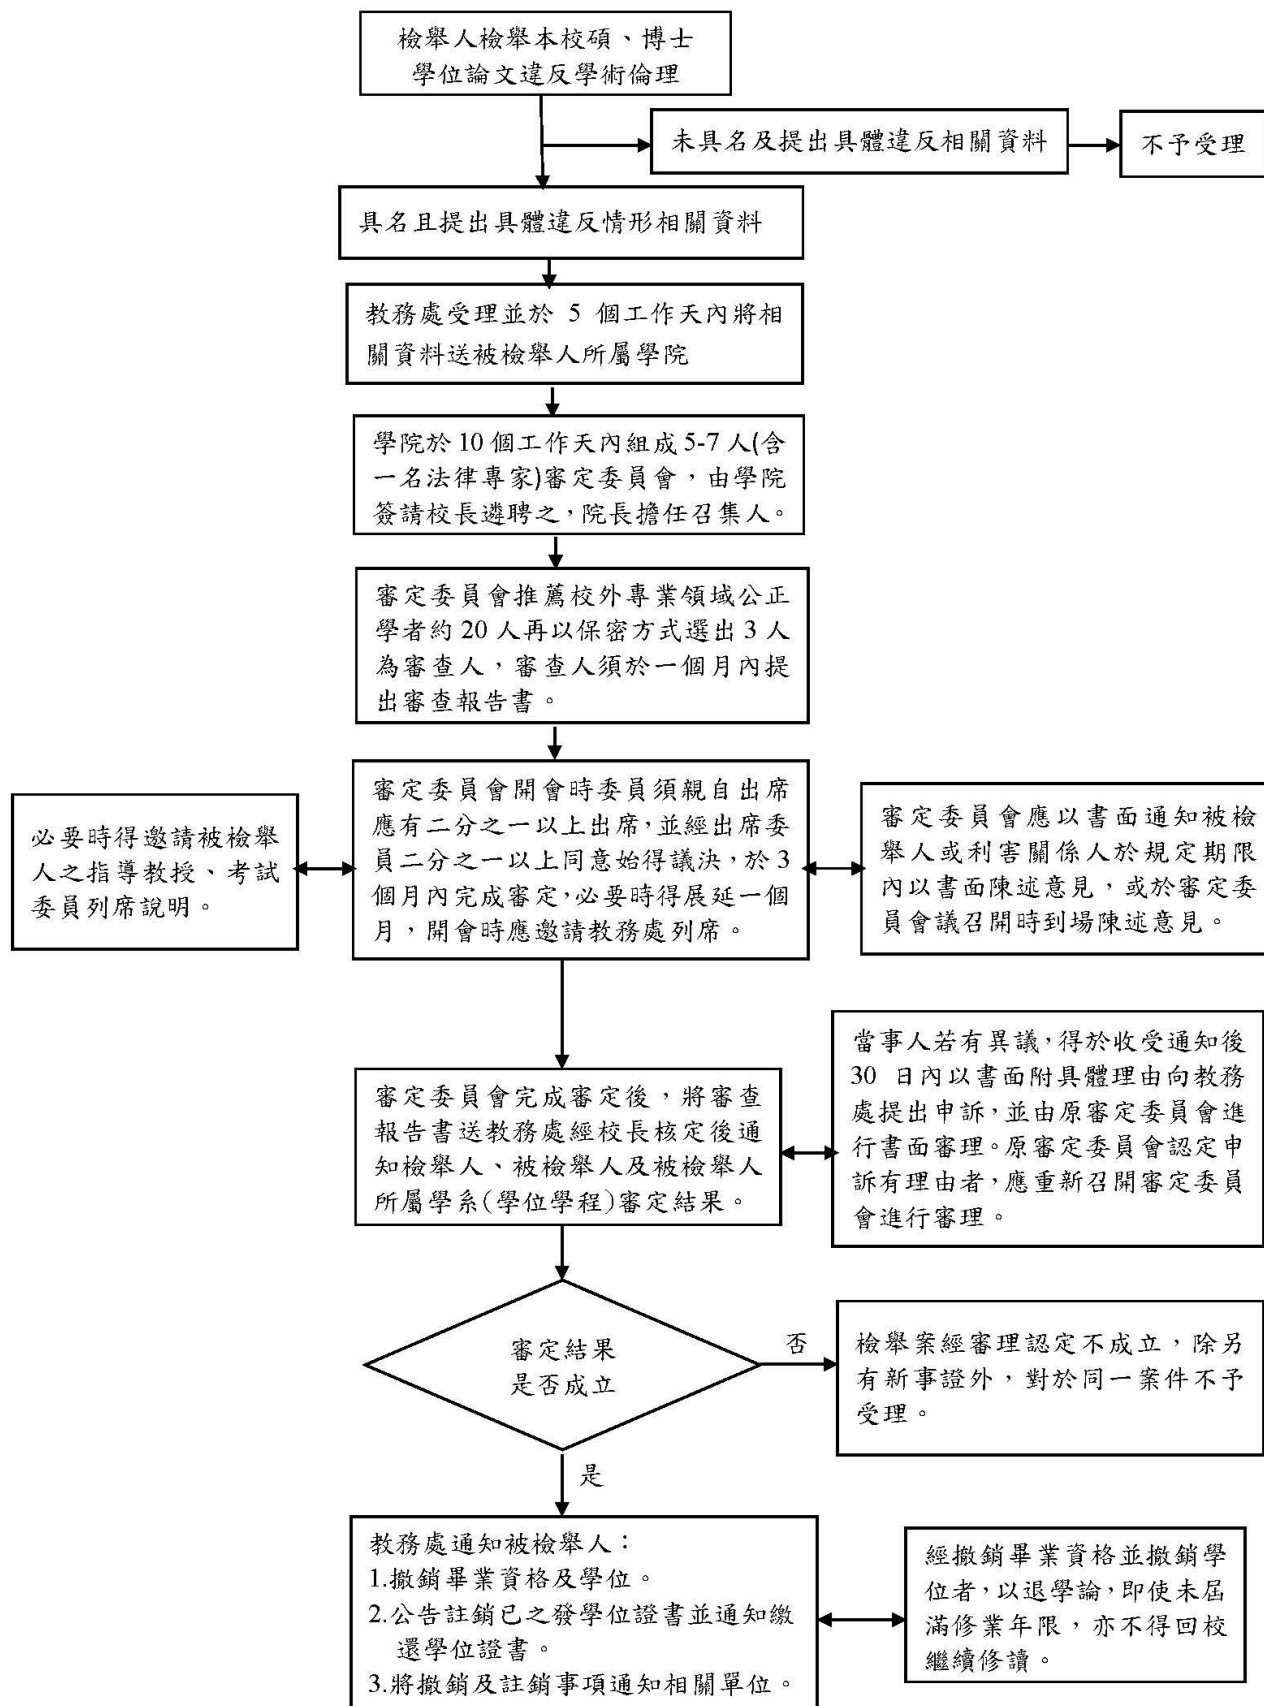 檢舉人檢舉本校碩、博士
學位論文違反學術倫理
未具名及提出具體違反相關資料
不予受理
具名且提出具體違反情形相關資料
教務處受理並於 5 個工作天內將相
關資料送被檢舉人所屬學院
學院於 10 個工作天內組成 5-7 人(含
一名法律專家)審定委員會，由學院
簽請校長遴聘之，院長擔任召集人。
審定委員會推薦校外專業領域公正
學者約 20 人再以保密方式選出 3 人
為審查人，審查人須於一個月內提
出審查報告書。
審定委員會開會時委員須親自出席
應有二分之一以上出席，並經出席委
員二分之一以上同意始得議決，於 3
個月內完成審定，必要時得展延一個
月，開會時應邀請教務處列席。
必要時得邀請被檢舉
人之指導教授、考試
委員列席說明。
審定委員會應以書面通知被檢
舉人或利害關係人於規定期限
內以書面陳述意見，或於審定委
員會議召開時到場陳述意見。
審定委員會完成審定後，將審查
報告書送教務處經校長核定後通
知檢舉人、被檢舉人及被檢舉人
所屬學系(學位學程)審定結果。
當事人若有異議，得於收受通知後
30 日內以書面附具體理由向教務
處提出申訴，並由原審定委員會進
行書面審理。原審定委員會認定申
訴有理由者，應重新召開審定委員
會進行審理。
審定結果
是否成立
否
檢舉案經審理認定不成立，除另
有新事證外，對於同一案件不予
受理。
是
教務處通知被檢舉人：
1.撤銷畢業資格及學位。
2.公告註銷已之發學位證書並通知繳
還學位證書。
3.將撤銷及註銷事項通知相關單位。
經撤銷畢業資格並撤銷學
位者，以退學論，即使未屆
滿修業年限，亦不得回校
繼續修讀。